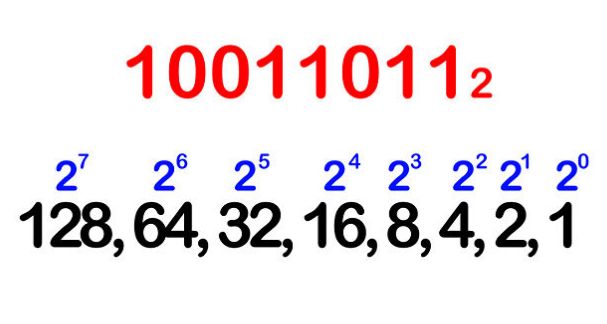 10011011₂
2⁷ 2⁶ 2⁵ 2⁴ 2³ 2² 2¹ 2⁰
128, 64, 32, 16, 8, 4, 2, 1